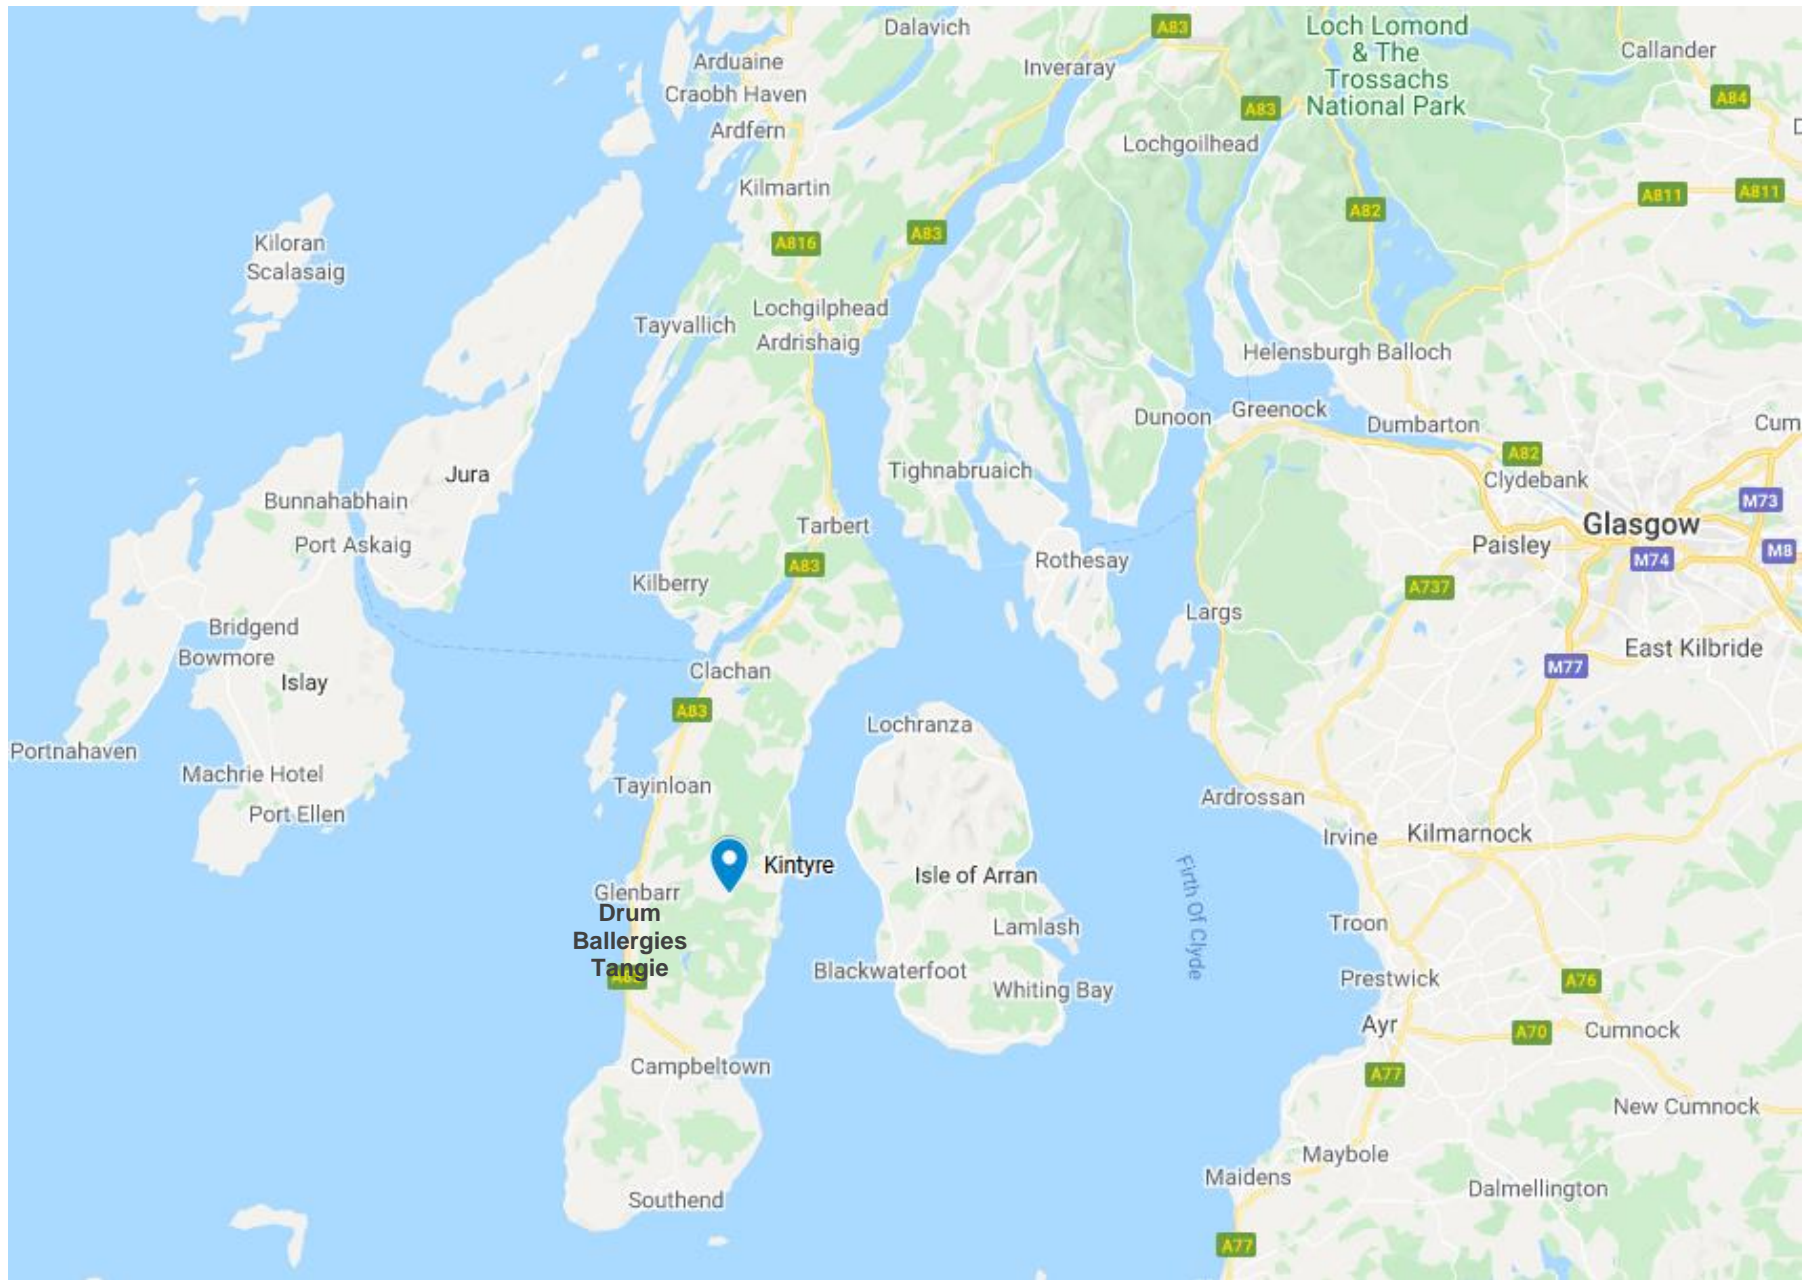 Dalavich
A83
Loch Lomond
& The
Trossachs
National Park
Callander
Arduaine
Inveraray
Craobh Haven
A83
A84
Ardfern
Lochgoilhead
Kilmartin
A811
A811
A82
A83
Kiloran
A816
Scalasaig
Lochgilphead
Tayvallich
Ardrishaig
Helensburgh Balloch
Dunoon
Greenock
Dumbarton
Cum
A82
Jura
Tighnabruaich
Clydebank
Bunnahabhain
M73
Tarbert
Glasgow
Port Askaig
Paisley
M8
M74
A83
Rothesay
Kilberry
A737
Largs
Bridgend
Bowmore
East Kilbride
Clachan
M77
Islay
A83
Lochranza
Portnahaven
Machrie Hotel
Tayinloan
Ardrossan
Port Ellen
Irvine
Kilmarnock
Kintyre
Isle of Arran
Firth Of Clyde
Glenbarr
Drum
Ballergies
Tangie
A83
Lamlash
Troon
Blackwaterfoot
Prestwick
A76
Whiting Bay
Ayr
A70
Cumnock
Campbeltown
A77
New Cumnock
Maybole
Maidens
Dalmellington
Southend
A77